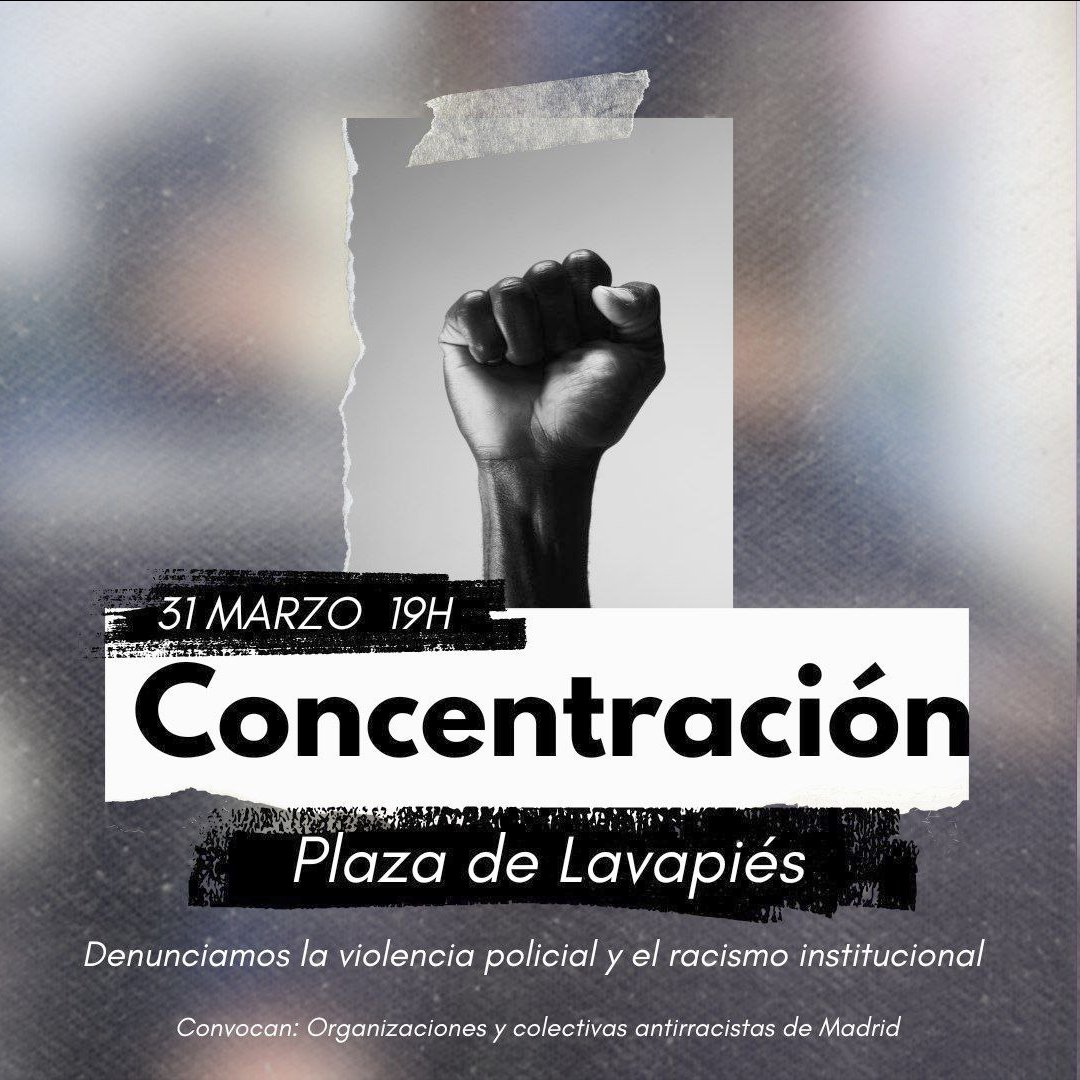 31 MARZO 19H
Concentración
Plaza de Lavapiés
Denunciamos la violencia policial y el racismo institucional
Convocan: Organizaciones y colectivas antirracistas de Madrid